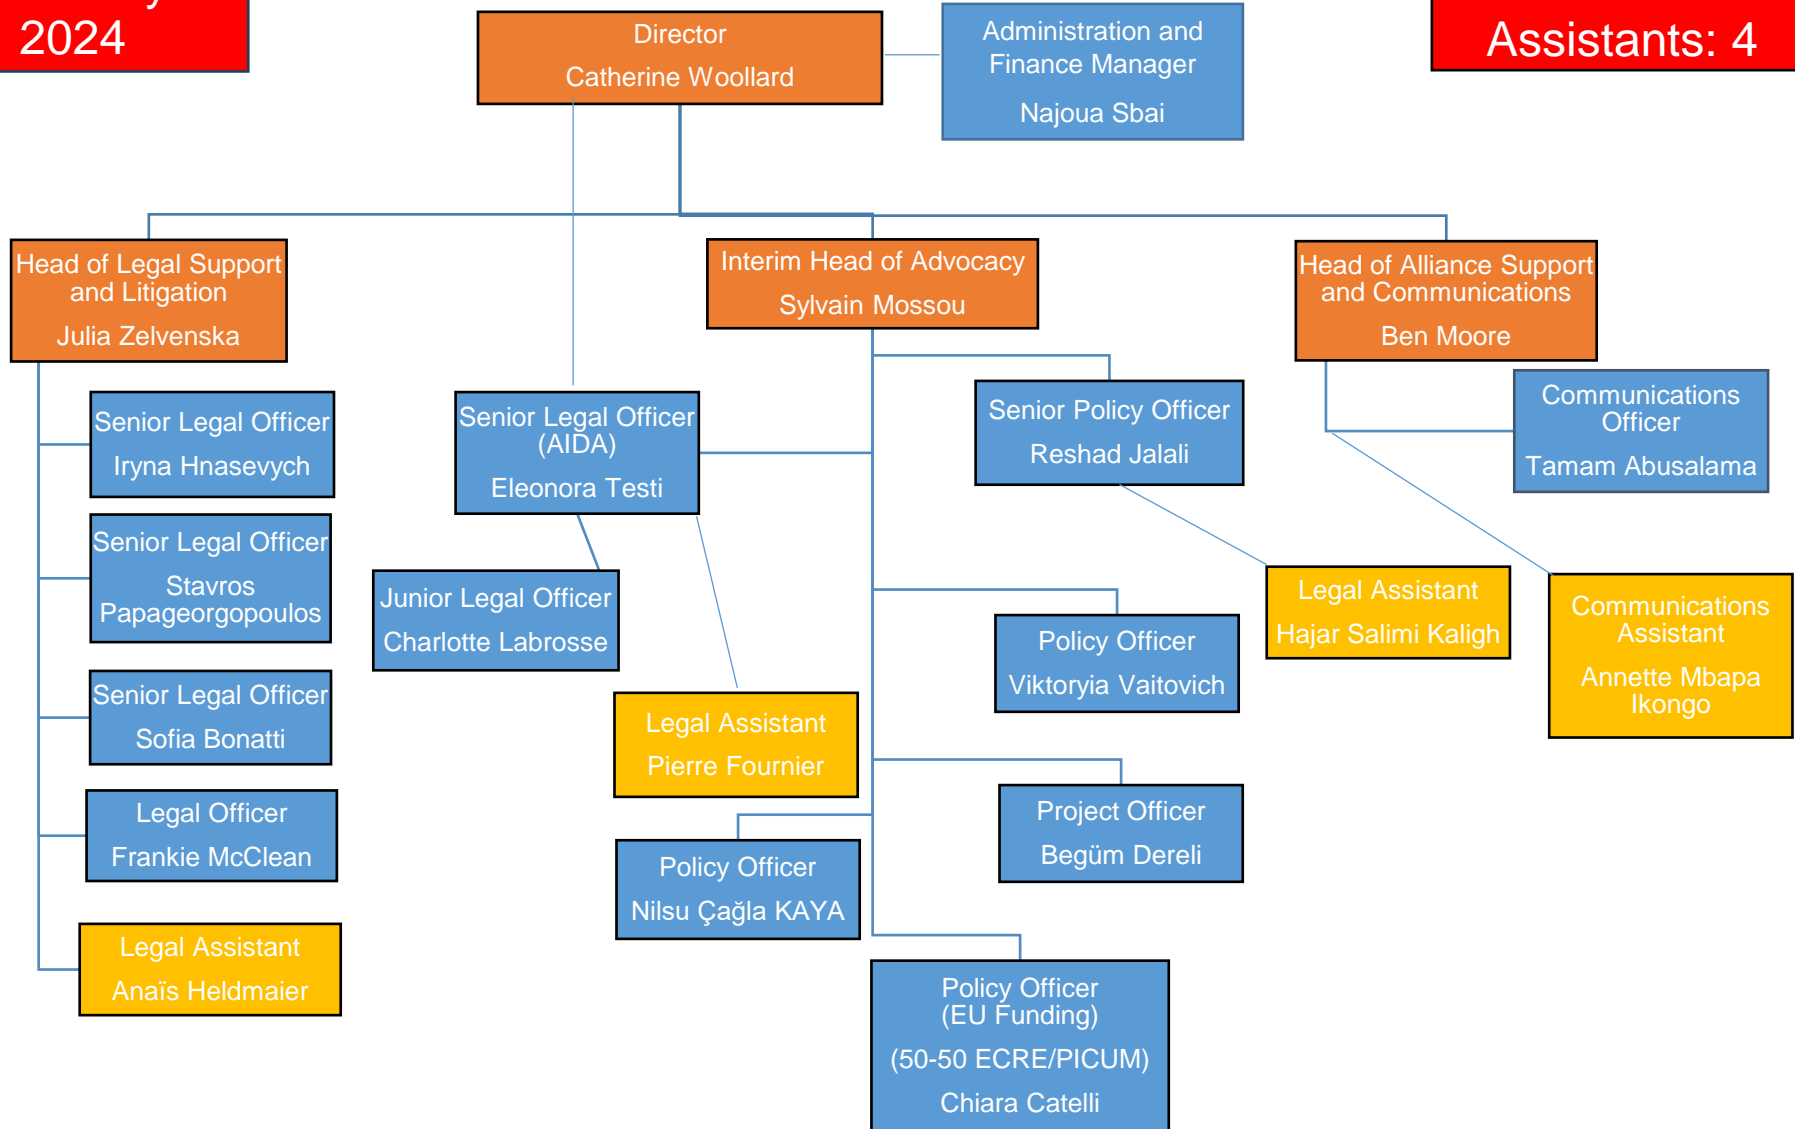 2024
Director
Catherine Woollard
Administration and
Finance Manager
Najoua Sbai
Assistants: 4
Head of Legal Support
and Litigation
Julia Zelvenska
Interim Head of Advocacy
Sylvain Mossou
Head of Alliance Support
and Communications
Ben Moore
Senior Legal Officer
Iryna Hnasevych
Senior Legal Officer
Stavros
Papageorgopoulos
Senior Legal Officer
Sofia Bonatti
Legal Officer
Frankie McClean
Legal Assistant
Anaïs Heldmaier
Senior Legal Officer
(AIDA)
Eleonora Testi
Junior Legal Officer
Charlotte Labrosse
Legal Assistant
Pierre Fournier
Policy Officer
Nilsu Çağla KAYA
Senior Policy Officer
Reshad Jalali
Legal Assistant
Hajar Salimi Kaligh
Policy Officer
Viktoryia Vaitovich
Project Officer
Begüm Dereli
Policy Officer
(EU Funding)
(50-50 ECRE/PICUM)
Chiara Catelli
Communications
Officer
Tamam Abusalama
Communications
Assistant
Annette Mbapa
Ikongo